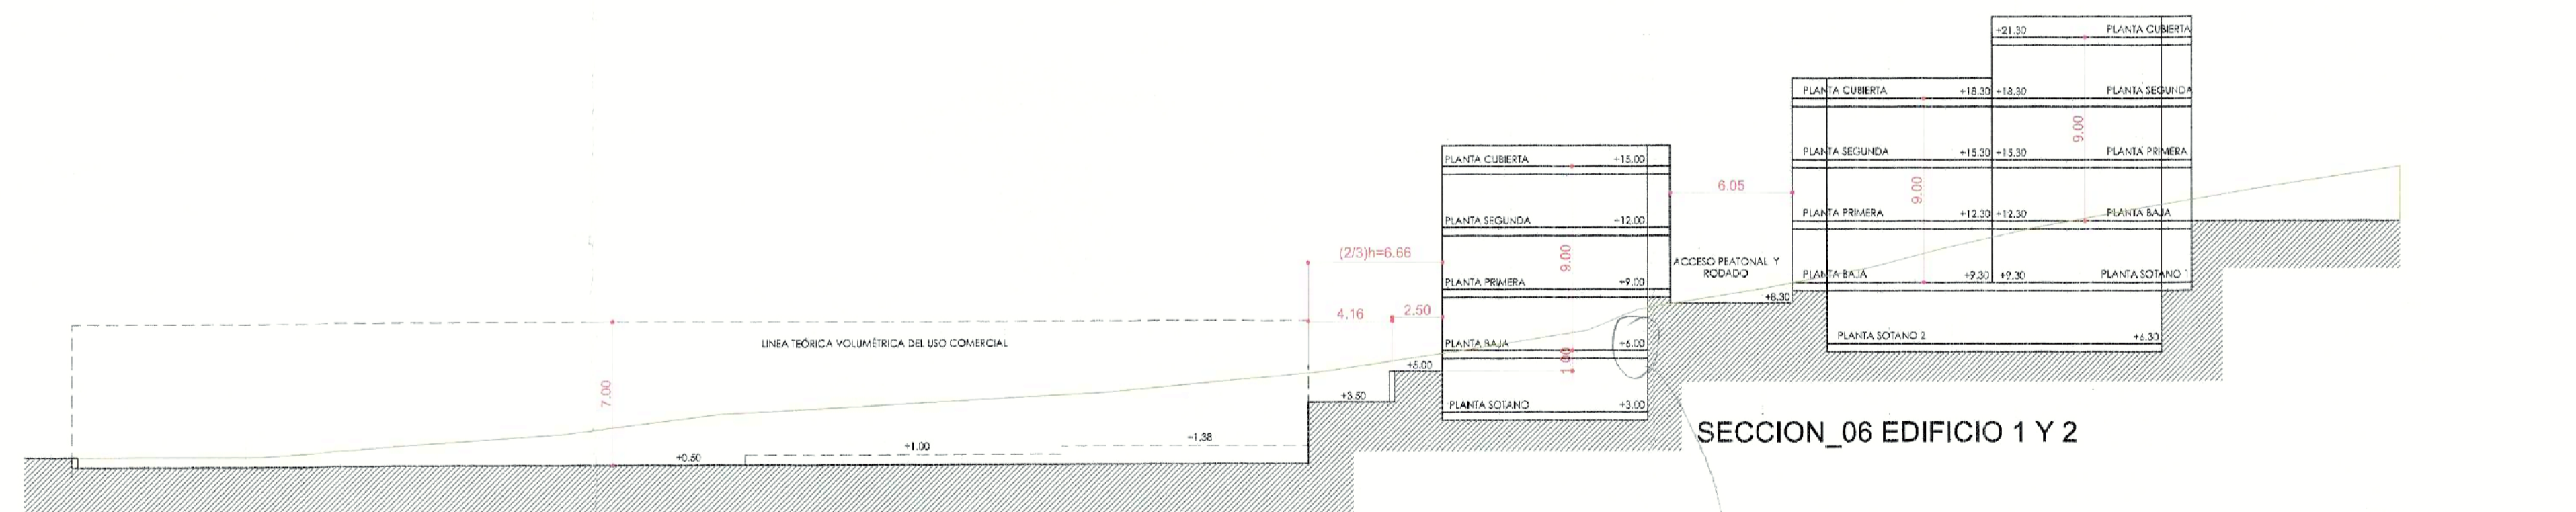 +21.30 PLANTA CUBIERTA
PLANTA CUBIERTA +18.30 +18.30 PLANTA SEGUNDA
9.00
PLANTA SEGUNDA +15.30 +15.30 PLANTA PRIMERA
9.00
PLANTA PRIMERA +12.30 +12.30 PLANTA BAJA
PLANTA BAJA +9.30 +9.30 PLANTA SOTANO 1
PLANTA SOTANO 2 +6.30
6.05
ACCESO PEATONAL Y
RODADO
+8.30
PLANTA CUBIERTA +15.00
PLANTA SEGUNDA +12.00
9.00
PLANTA PRIMERA +9.00
PLANTA BAJA +6.00
1.00
PLANTA SOTANO +3.00
(2/3)h=6.66
4.16 2.50
+5.00
+3.50
LINEA TEÓRICA VOLUMÉTRICA DEL USO COMERCIAL
7.00
+0.50
+1.00
1.38
SECCION_06 EDIFICIO 1 Y 2